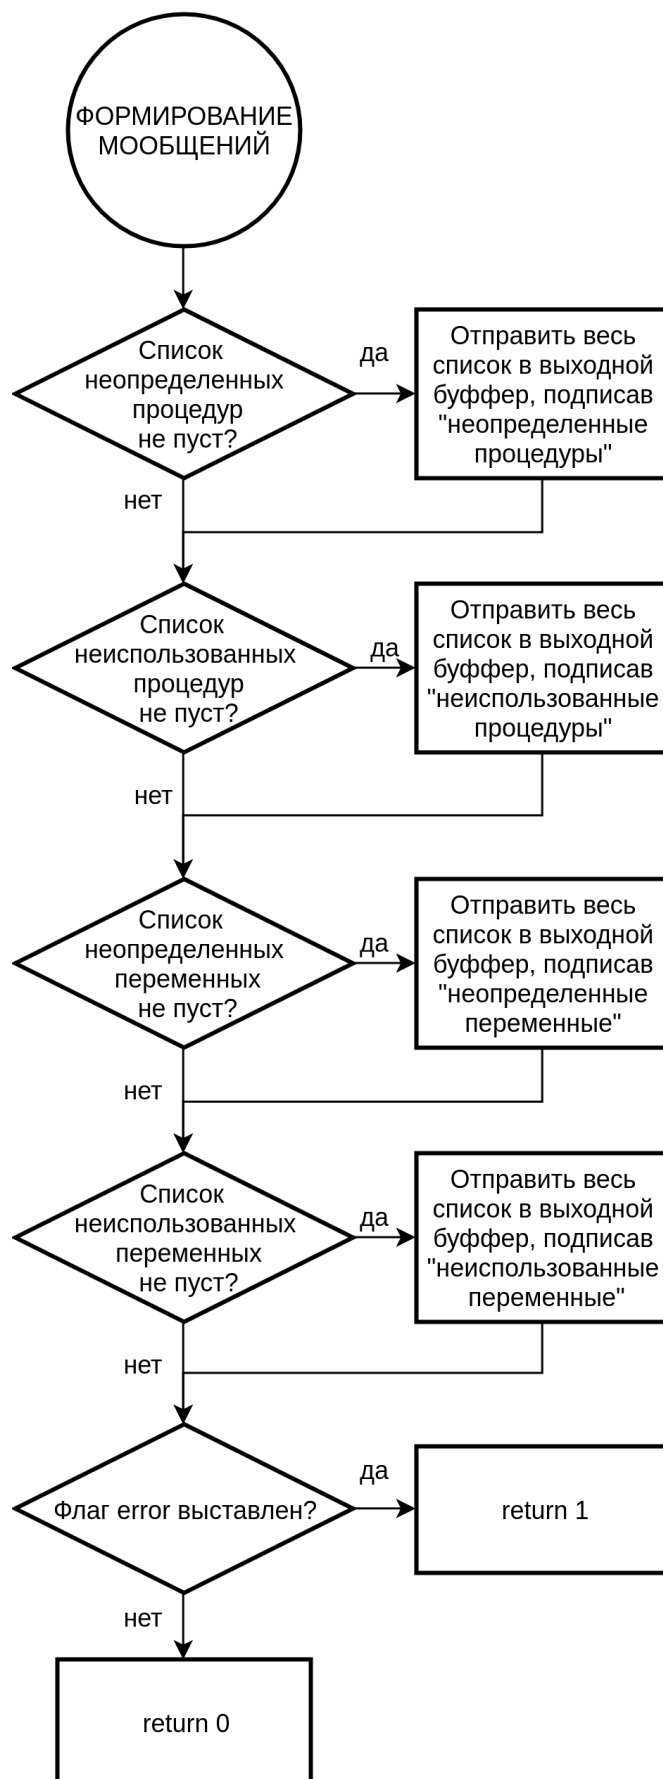 ФОРМИРОВАНИЕ
МООБЩЕНИЙ
Список
неопределенных
процедур
не пуст?
да
Отправить весь
список в выходной
буффер, подписав
"неопределенные
процедуры"
нет
Список
неиспользованных
процедур
не пуст?
да
Отправить весь
список в выходной
буффер, подписав
"неиспользованные
процедуры"
нет
Список
неопределенных
переменных
не пуст?
да
Отправить весь
список в выходной
буффер, подписав
"неопределенные
переменные"
нет
Список
неиспользованных
переменных
не пуст?
да
Отправить весь
список в выходной
буффер, подписав
"неиспользованные
переменные"
нет
Флаг error выставлен?
да
return 1
нет
return 0